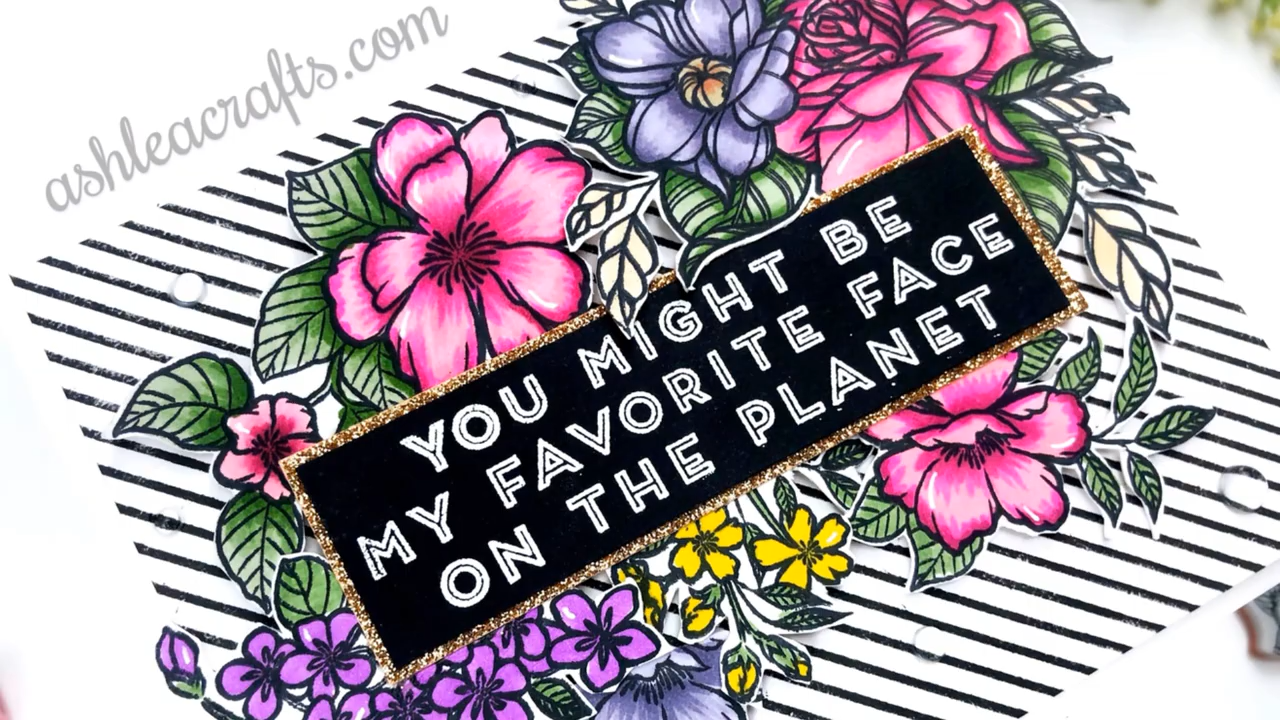 ashleacrafts.com
YOU MIGHT BE
MY FAVORITE FACE
ON THE PLANET